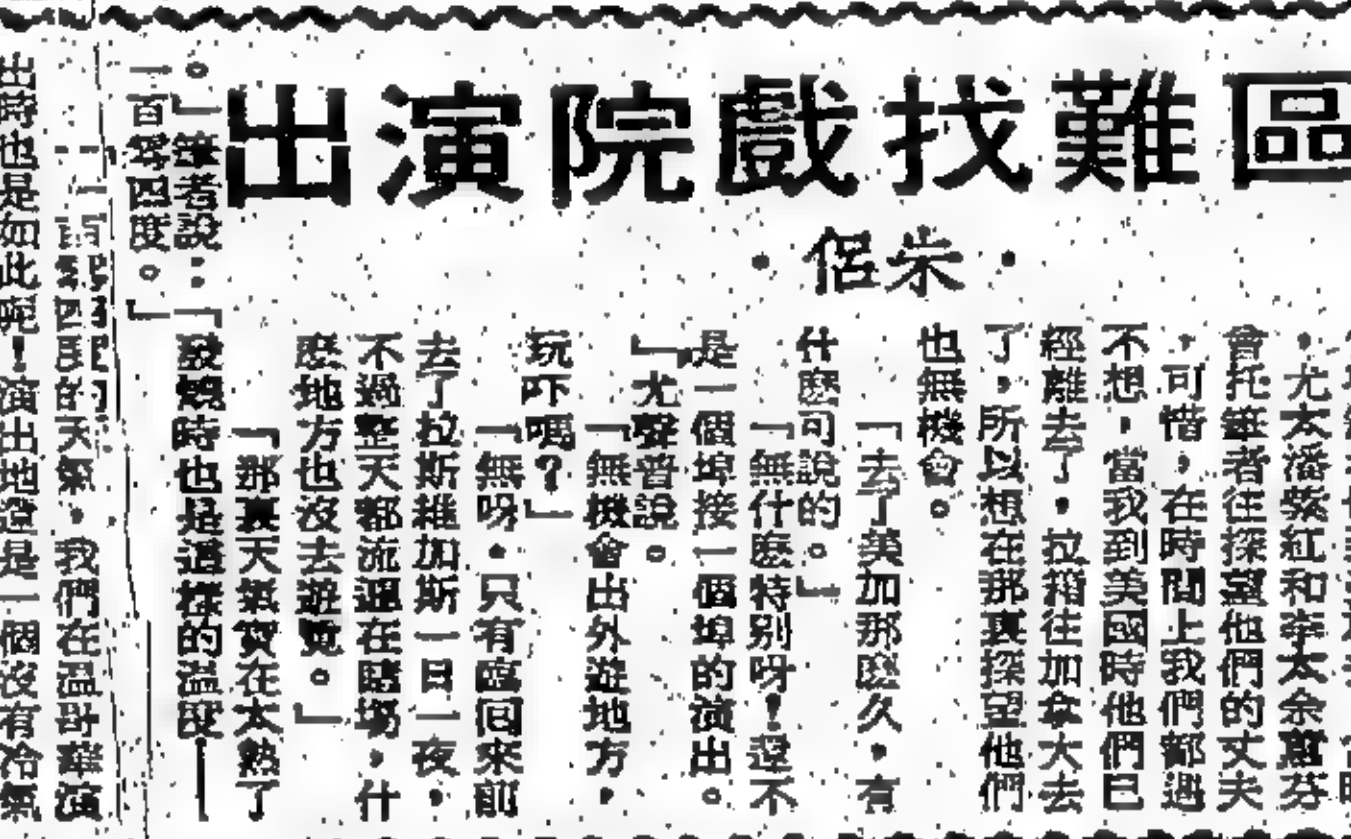 區難找戲院演出
，尤太潘紫紅和李太余蕙芬
曾托筆者往探望他們的丈夫
，可惜，在時間上我們都遇
不想，當我到美國時他們已
經離去了，拉箱往加拿大去
了，所以想在那裏探望他們
也無機會。
「去了美加那麼久，有
什麼可說的。」
「無什麼特别呀！還不
是一個埠接一個埠的演出。
」尤聲普說。
「無機會出外遊地方，
玩吓嗎？」
「無呀，只有臨回來前
去了拉斯維加斯一日一夜，
不過整天都流連在賭場，什
麼地方也沒去遊覽。」
「那裏天氣實在太熱了
。」筆者說：「發燒時也是這樣的温度——
一百零四度。」
一百零四度的天氣，我們在温哥華演
出時也是如此呢！演出地是一個沒有冷氣